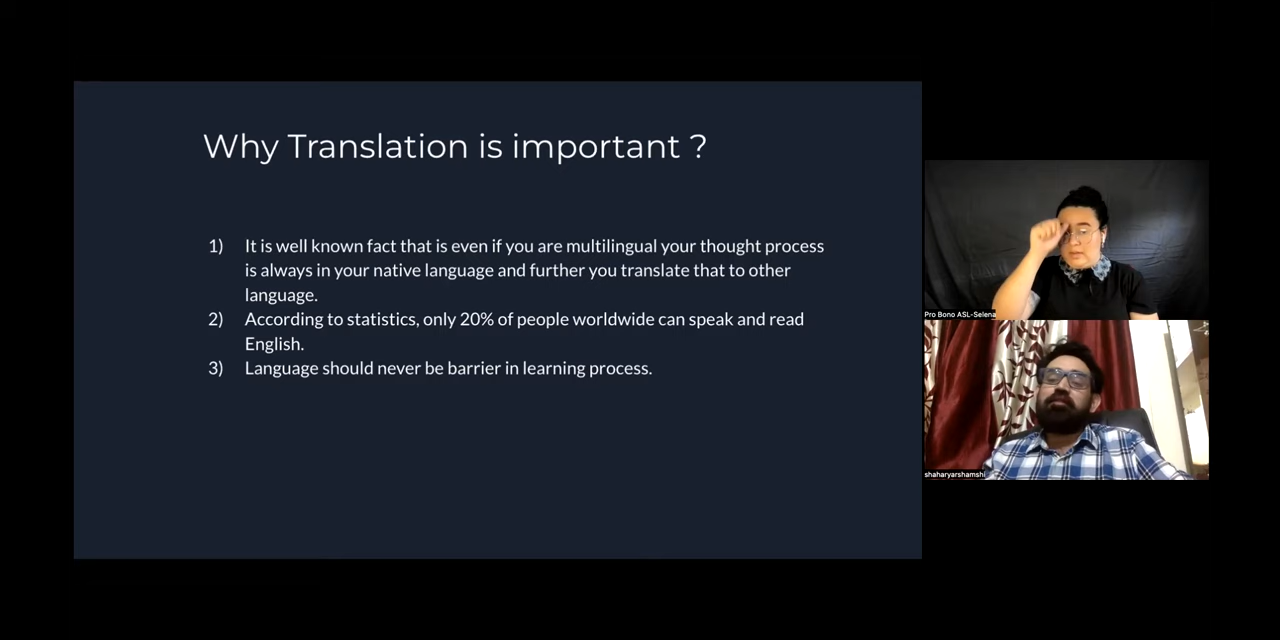 Why Translation is important ?
1) It is well known fact that is even if you are multilingual your thought process
is always in your native language and further you translate that to other
language.
2) According to statistics, only 20% of people worldwide can speak and read
English.
3) Language should never be barrier in learning process.
Pro Bono ASL-Selena
shaharyarshamshi